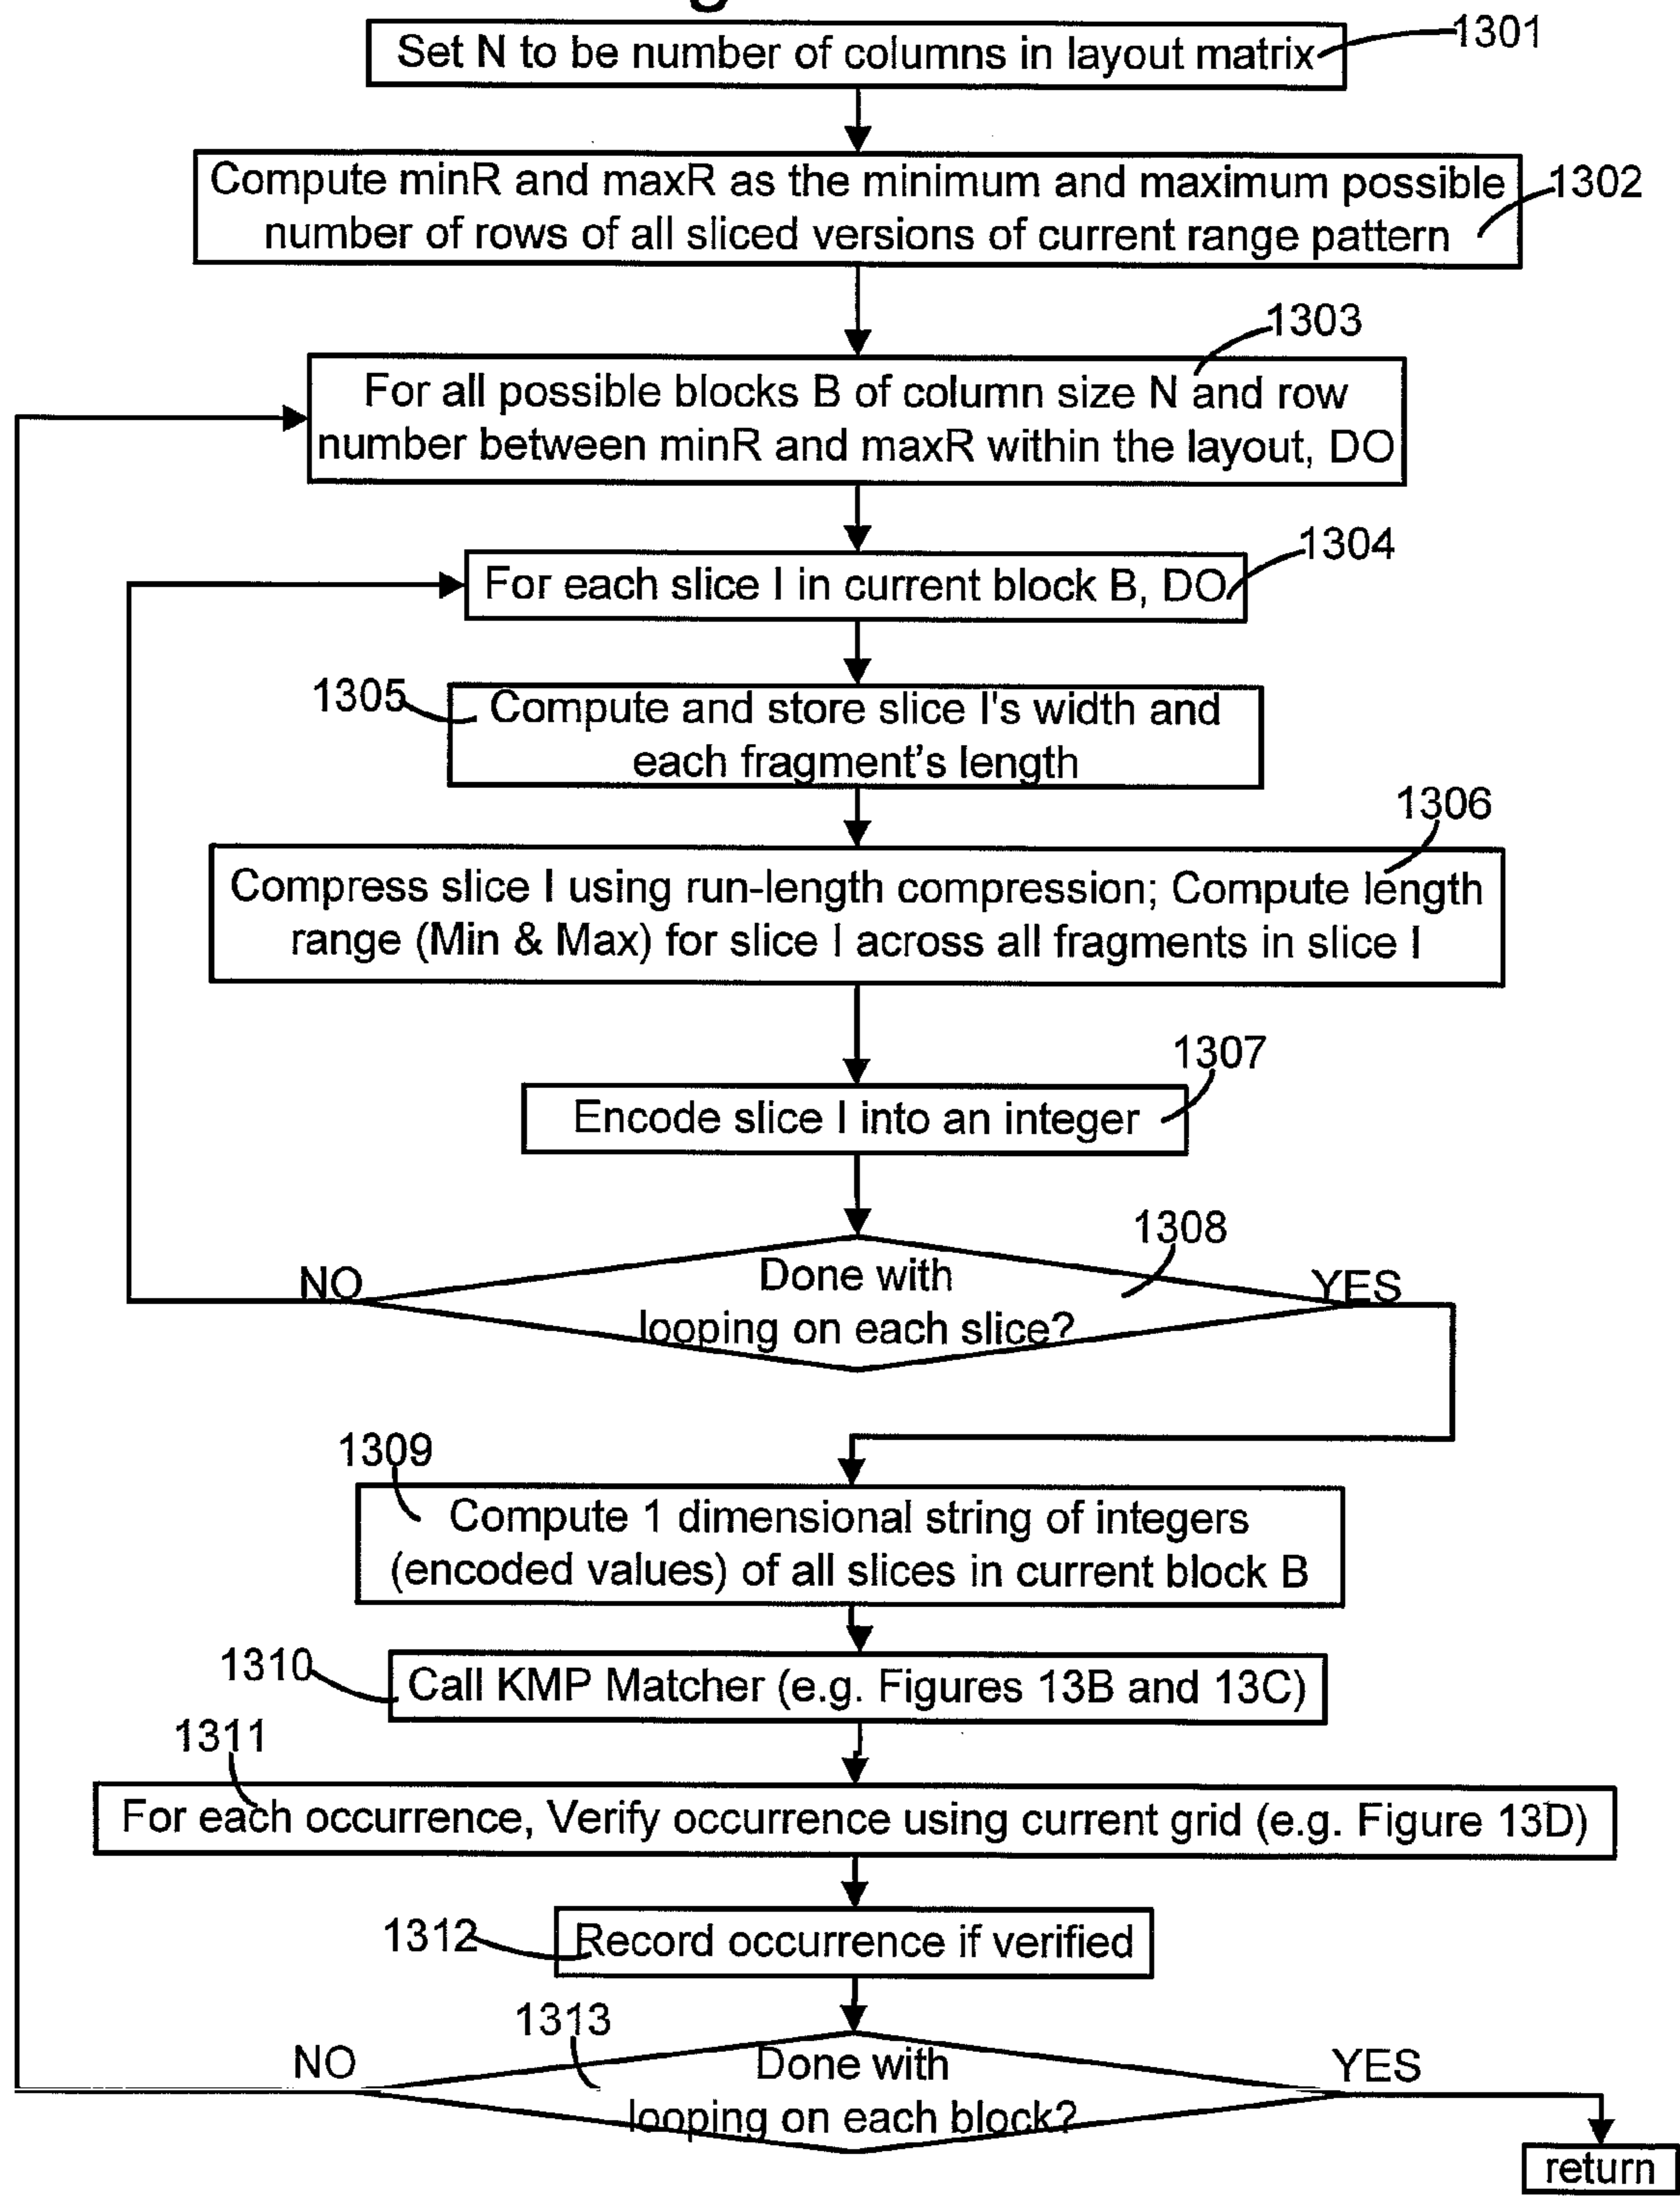 1301
Set N to be number of columns in layout matrix
Compute minR and maxR as the minimum and maximum possible
1302
number of rows of all sliced versions of current range pattern
1303
For all possible blocks B of column size N and row
number between minR and maxR within the layout, DO
1304
For each slice I in current block B, DO
1305
Compute and store slice I's width and
each fragment's length
1306
Compress slice I using run-length compression; Compute length
range (Min & Max) for slice I across all fragments in slice I
1307
Encode slice I into an integer
1308
NO
Done with
YES
looping on each slice?
1309
Compute 1 dimensional string of integers
(encoded values) of all slices in current block B
1310
Call KMP Matcher (e.g. Figures 13B and 13C)
1311
For each occurrence, Verify occurrence using current grid (e.g. Figure 13D)
1312
Record occurrence if verified
1313
NO
Done with
YES
looping on each block?
return